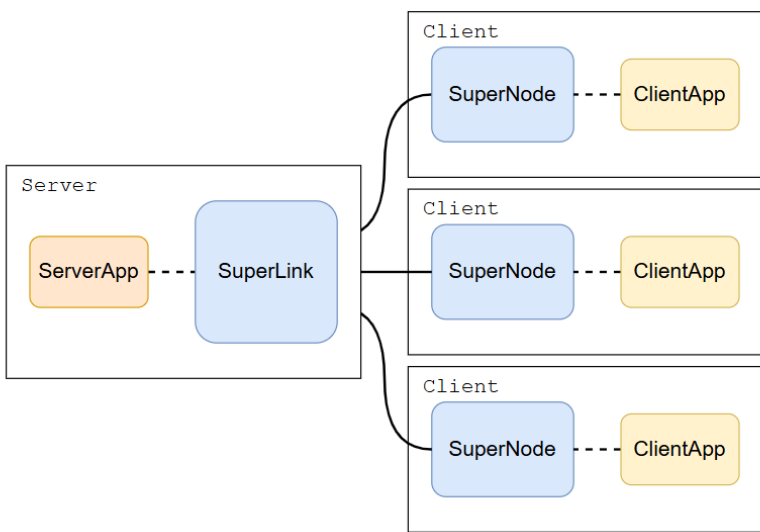 Client
SuperNode
ClientApp
Server
ServerApp
SuperLink
Client
SuperNode
ClientApp
Client
SuperNode
ClientApp